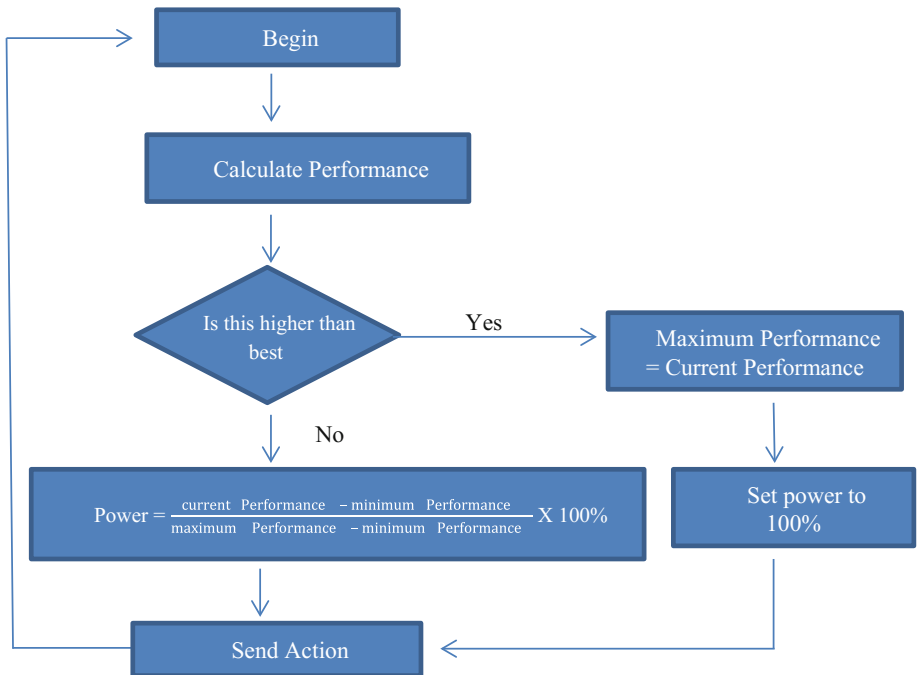 Begin
Calculate Performance
Is this higher than
best
Yes
Maximum Performance
= Current Performance
No
Set power to
100%
Power = current Performance − minimum Performance / maximum Performance − minimum Performance X 100%
Send Action